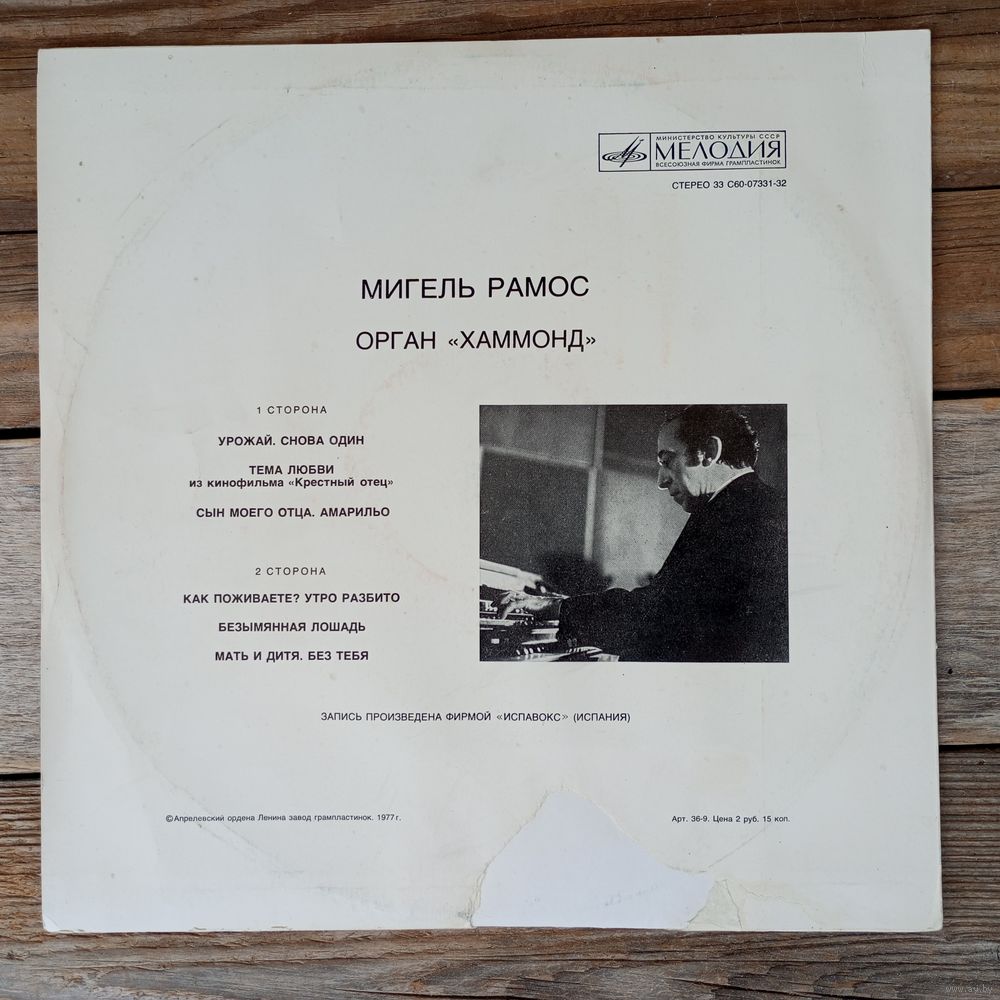 МИНИСТЕРСТВО КУЛЬТУРЫ СССР
МЕЛОДИЯ
ВСЕСОЮЗНАЯ ФИРМА ГРАМПЛАСТИНОК
СТЕРЕО 33 С60-07331-32
МИГЕЛЬ РАМОС
ОРГАН «ХАММОНД»
1 СТОРОНА
УРОЖАЙ. СНОВА ОДИН
ТЕМА ЛЮБВИ
из кинофильма «Крестный отец»
СЫН МОЕГО ОТЦА. АМАРИЛЬО
2 СТОРОНА
КАК ПОЖИВАЕТЕ? УТРО РАЗБИТО
БЕЗЫМЯННАЯ ЛОШАДЬ
МАТЬ И ДИТЯ. БЕЗ ТЕБЯ
ЗАПИСЬ ПРОИЗВЕДЕНА ФИРМОЙ «ИСПАВОКС» (ИСПАНИЯ)
©Апрелевский ордена Ленина завод грампластинок. 1977 г.
Арт. 36-9. Цена 2 руб. 15 коп.
www.ay.by